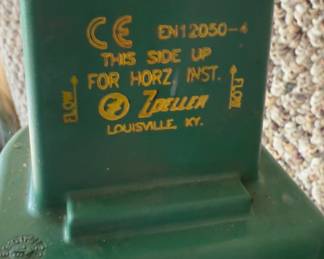 CE EN12050-4
THIS SIDE UP
FOR HORZ. INST.
FLOW
FLOW
ZOELLER
LOUISVILLE, KY.